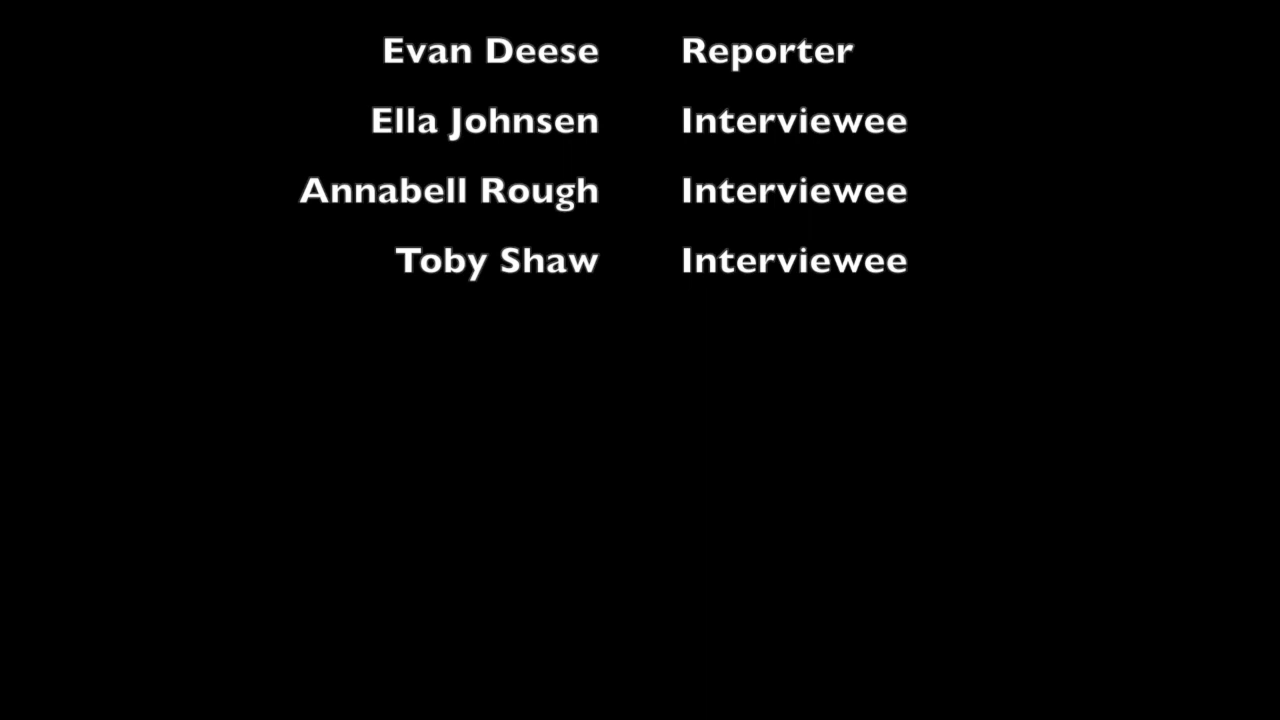 Evan Deese Reporter
Ella Johnsen Interviewee
Annabell Rough Interviewee
Toby Shaw Interviewee